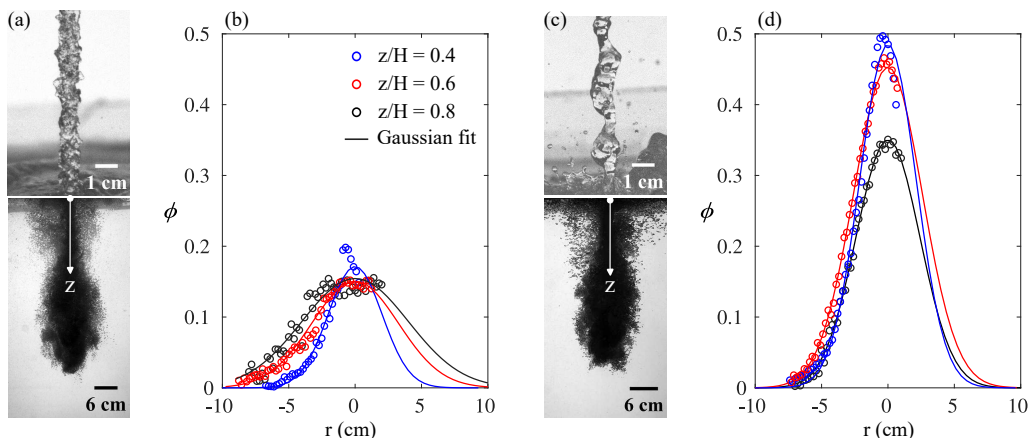 (a)
1 cm
z
6 cm
(b)
0.5
0.4
0.3
ϕ
0.2
0.1
0
-10
-5
0
5
10
r (cm)
z/H = 0.4
z/H = 0.6
z/H = 0.8
Gaussian fit
(c)
1 cm
z
6 cm
(d)
0.5
0.4
0.3
ϕ
0.2
0.1
0
-10
-5
0
5
10
r (cm)